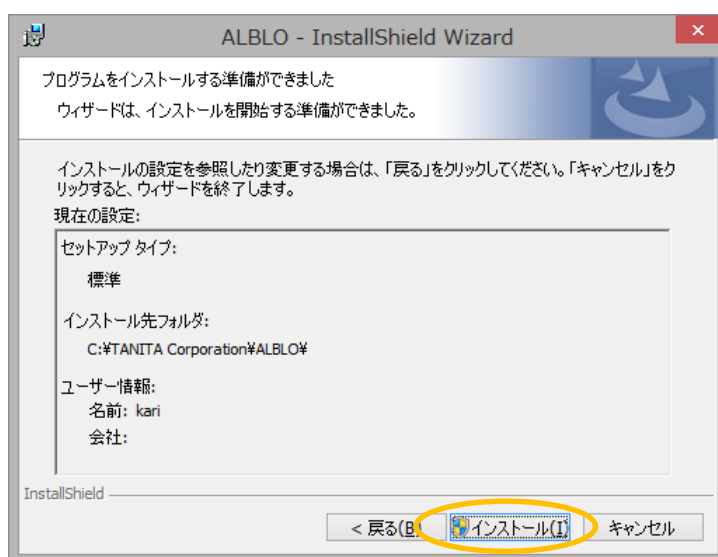 ALBLO - InstallShield Wizard
プログラムをインストールする準備ができました
ウィザードは、インストールを開始する準備ができました。
インストールの設定を参照したり変更する場合は、「戻る」をクリックしてください。「キャンセル」をク
リックすると、ウィザードを終了します。
現在の設定:
セットアップ タイプ:
標準
インストール先フォルダ:
C:¥TANITA Corporation¥ALBLO¥
ユーザー情報:
名前: kari
会社:
InstallShield
< 戻る(B) インストール(I) キャンセル